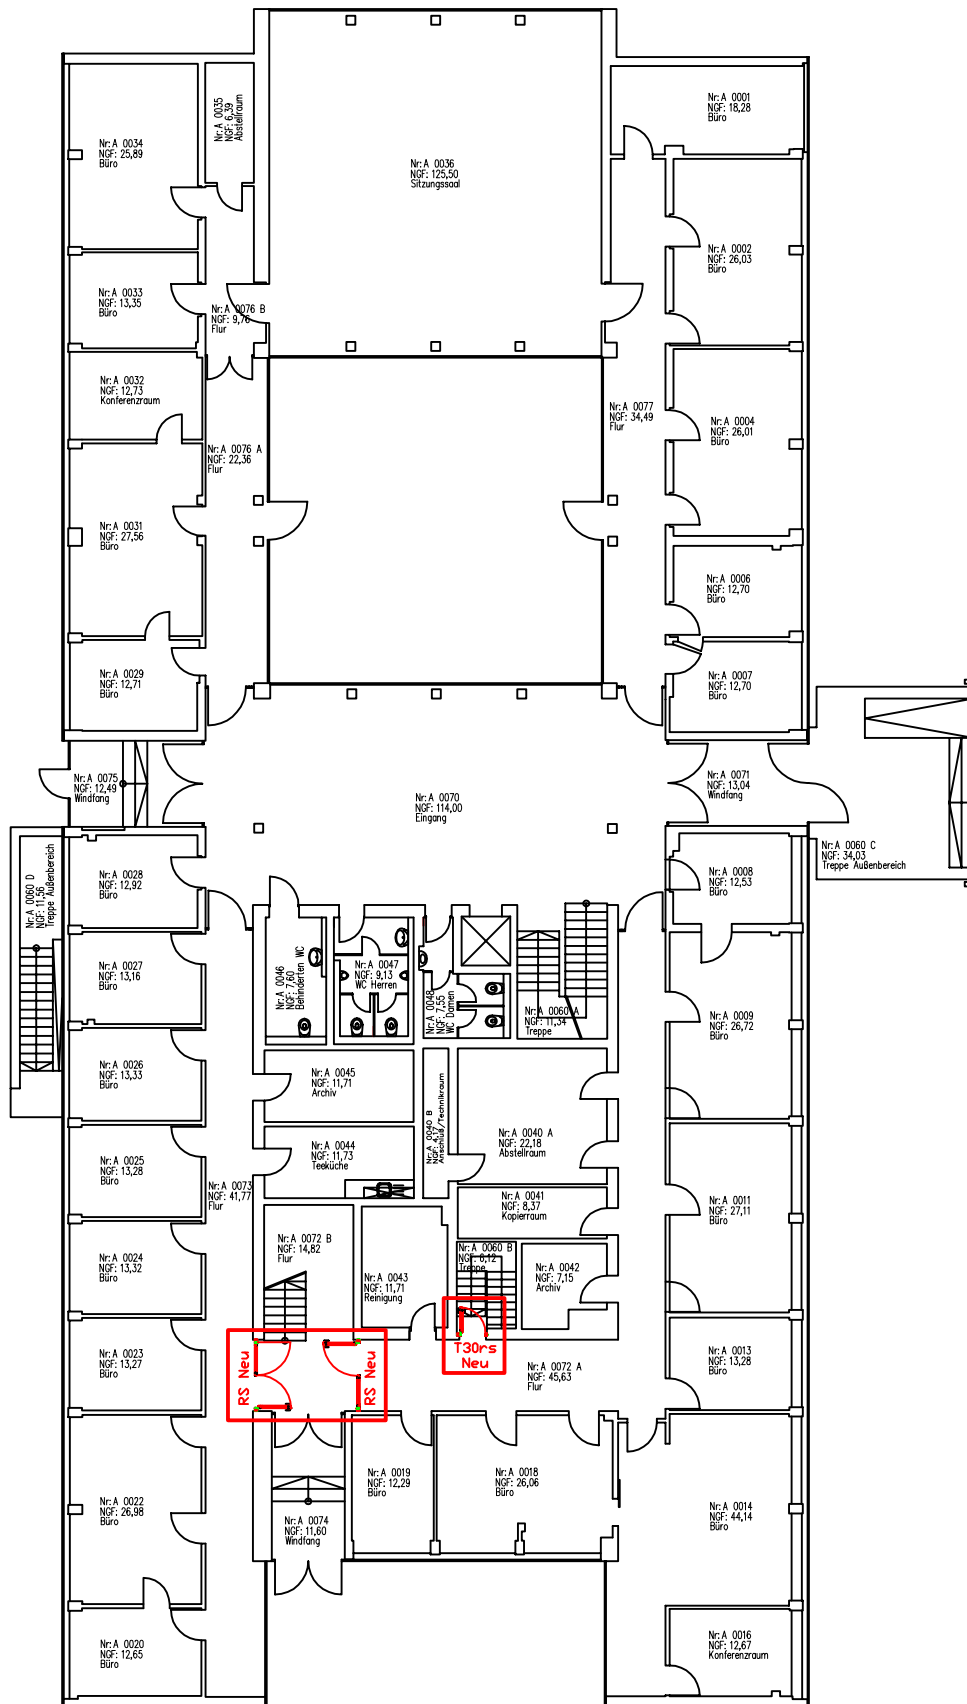 Nr.: A 0001
NGF: 18,28
Büro
Nr.: A 0034
NGF: 25,89
Büro
Nr.: A 0035
NGF: 6,39
Abstellraum
Nr.: A 0036
NGF: 125,50
Sitzungssaal
Nr.: A 0002
NGF: 26,03
Büro
Nr.: A 0033
NGF: 13,35
Büro
Nr.: A 0076 B
NGF: 9,76
Flur
Nr.: A 0032
NGF: 12,73
Konferenzraum
Nr.: A 0077
NGF: 34,49
Flur
Nr.: A 0004
NGF: 26,01
Büro
Nr.: A 0076 A
NGF: 22,36
Flur
Nr.: A 0031
NGF: 27,56
Büro
Nr.: A 0006
NGF: 12,70
Büro
Nr.: A 0029
NGF: 12,71
Büro
Nr.: A 0007
NGF: 12,70
Büro
Nr.: A 0075
NGF: 12,49
Windfang
Nr.: A 0070
NGF: 114,00
Eingang
Nr.: A 0071
NGF: 13,04
Windfang
Nr.: A 0060 C
NGF: 34,03
Treppe Außenbereich
Nr.: A 0060 D
NGF: 11,56
Treppe Außenbereich
Nr.: A 0028
NGF: 12,92
Büro
Nr.: A 0008
NGF: 12,53
Büro
Nr.: A 0027
NGF: 13,16
Büro
Nr.: A 0046
NGF: 7,60
Behinderten WC
Nr.: A 0047
NGF: 9,13
WC Herren
Nr.: A 0048
NGF: 7,55
WC Damen
Nr.: A 0060 A
NGF: 11,34
Treppe
Nr.: A 0009
NGF: 26,72
Büro
Nr.: A 0026
NGF: 13,33
Büro
Nr.: A 0045
NGF: 11,71
Archiv
Nr.: A 0040 B
NGF: 4,17
Anschluß/Technikraum
Nr.: A 0040 A
NGF: 22,18
Abstellraum
Nr.: A 0025
NGF: 13,28
Büro
Nr.: A 0044
NGF: 11,73
Teeküche
Nr.: A 0073
NGF: 41,77
Flur
Nr.: A 0041
NGF: 8,37
Kopierraum
Nr.: A 0011
NGF: 27,11
Büro
Nr.: A 0024
NGF: 13,32
Büro
Nr.: A 0072 B
NGF: 14,82
Flur
Nr.: A 0060 B
NGF: 6,12
Treppe
Nr.: A 0042
NGF: 7,15
Archiv
Nr.: A 0043
NGF: 11,71
Reinigung
Nr.: A 0023
NGF: 13,27
Büro
RS Neu
RS Neu
T30rs
Neu
Nr.: A 0072 A
NGF: 45,63
Flur
Nr.: A 0013
NGF: 13,28
Büro
Nr.: A 0019
NGF: 12,29
Büro
Nr.: A 0018
NGF: 26,06
Büro
Nr.: A 0022
NGF: 26,98
Büro
Nr.: A 0074
NGF: 11,60
Windfang
Nr.: A 0014
NGF: 44,14
Büro
Nr.: A 0020
NGF: 12,65
Büro
Nr.: A 0016
NGF: 12,67
Konferenzraum